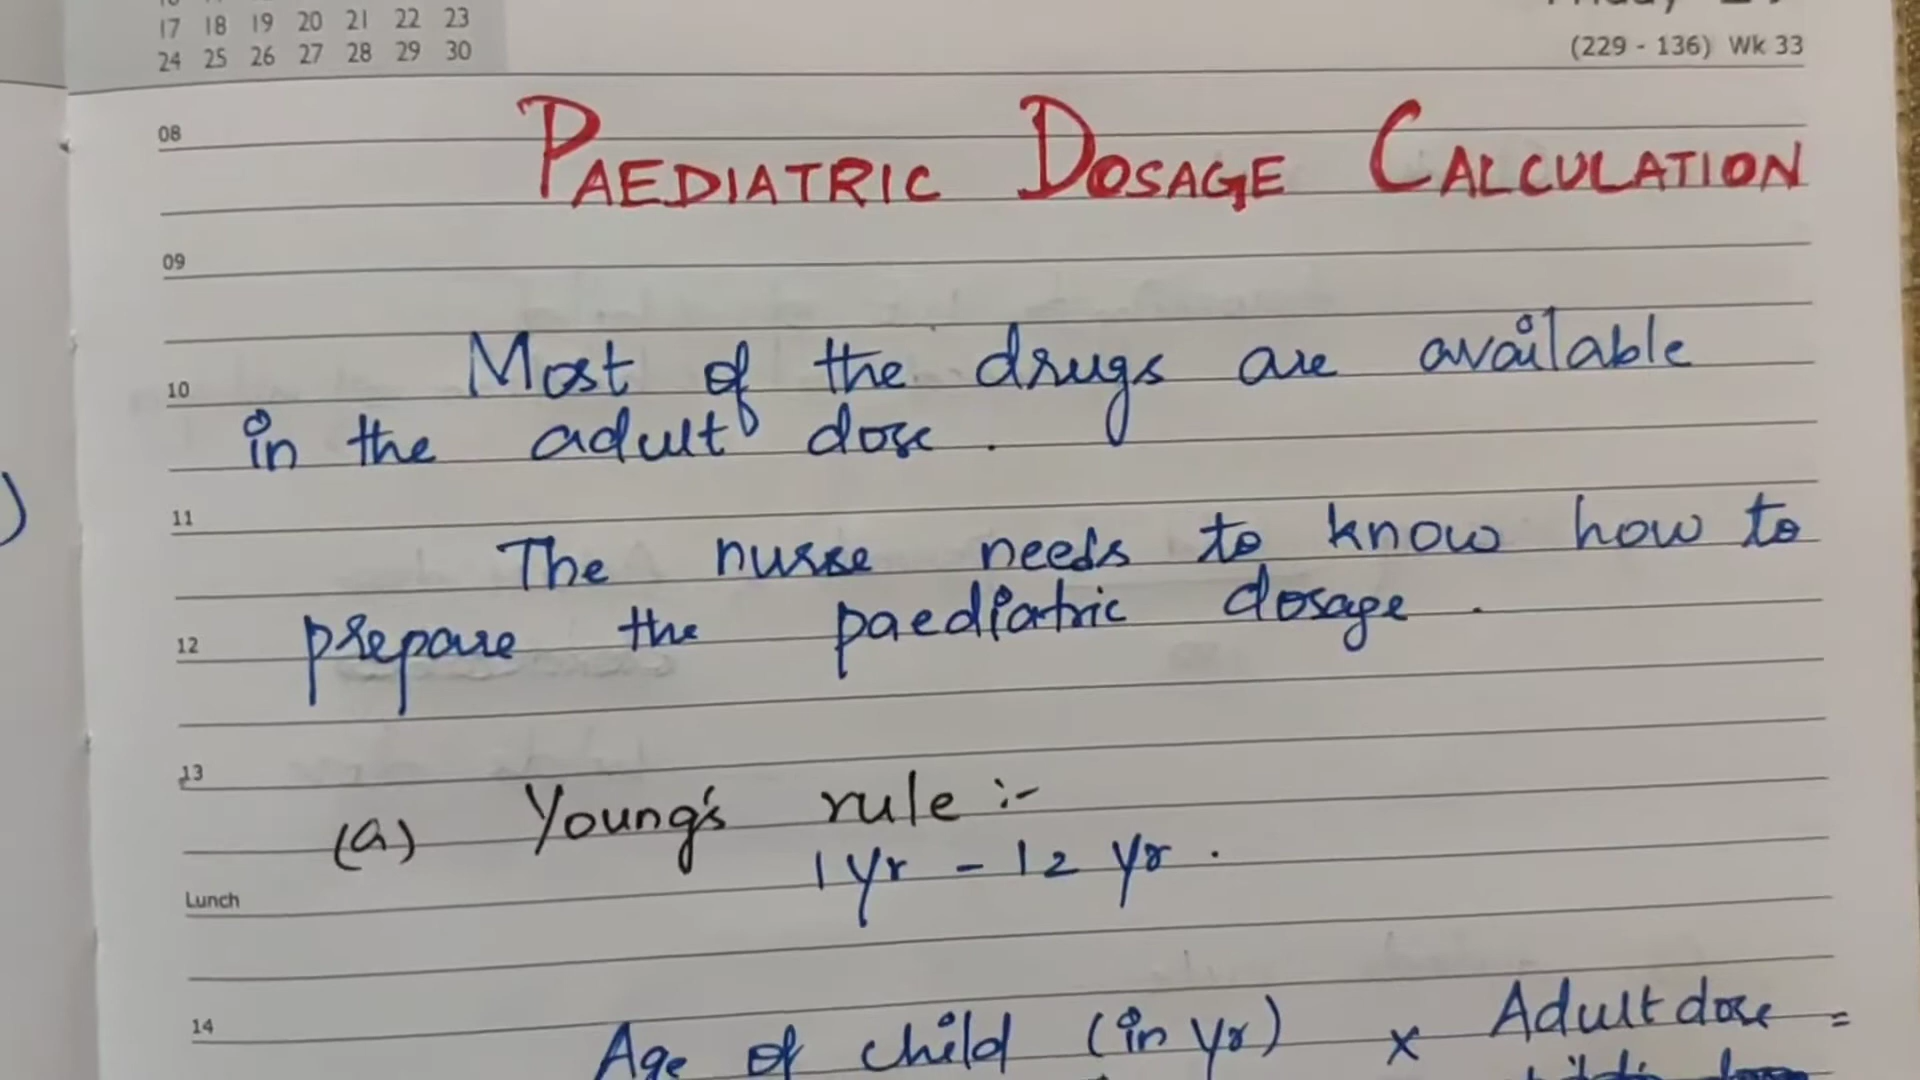 17 18 19 20 21 22 23
24 25 26 27 28 29 30
(229 - 136) Wk 33
08
PAEDIATRIC DOSAGE CALCULATION
09
Most of the drugs are available
10
in the adult dose.
11
The nurse needs to know how to
12
prepare the paediatric dosage.
13
(a) Young's rule :-
1 yr - 12 yr.
Lunch
14
Age of child (in yr) x Adult dose =